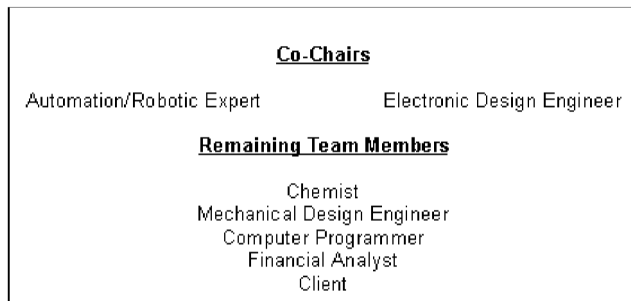 Co-Chairs
Automation/Robotic Expert Electronic Design Engineer
Remaining Team Members
Chemist
Mechanical Design Engineer
Computer Programmer
Financial Analyst
Client